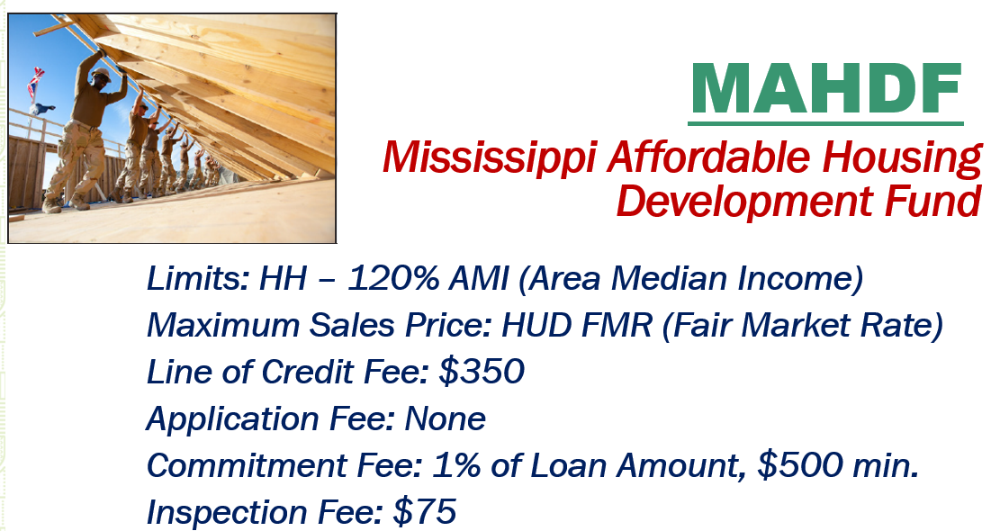 MAHDF
Mississippi Affordable Housing
Development Fund
Limits: HH – 120% AMI (Area Median Income)
Maximum Sales Price: HUD FMR (Fair Market Rate)
Line of Credit Fee: $350
Application Fee: None
Commitment Fee: 1% of Loan Amount, $500 min.
Inspection Fee: $75